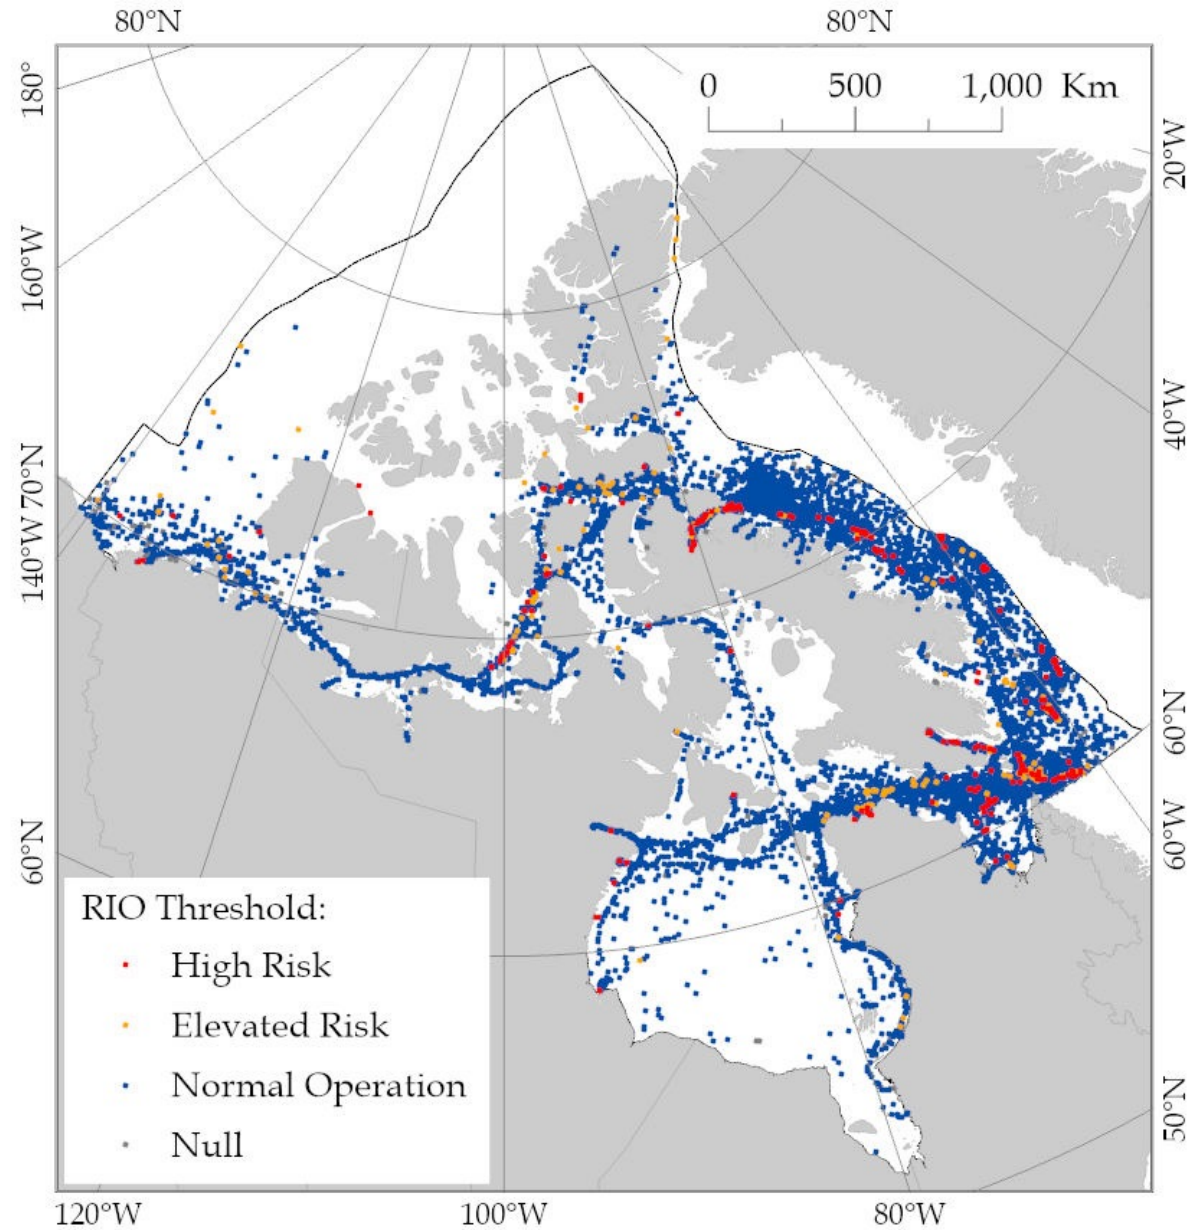 80°N
80°N
0
500
1,000 Km
180°
20°W
160°W
40°W
70°N
140°W
60°N
60°N
60°W
RIO Threshold:
High Risk
Elevated Risk
Normal Operation
Null
50°N
120°W
100°W
80°W